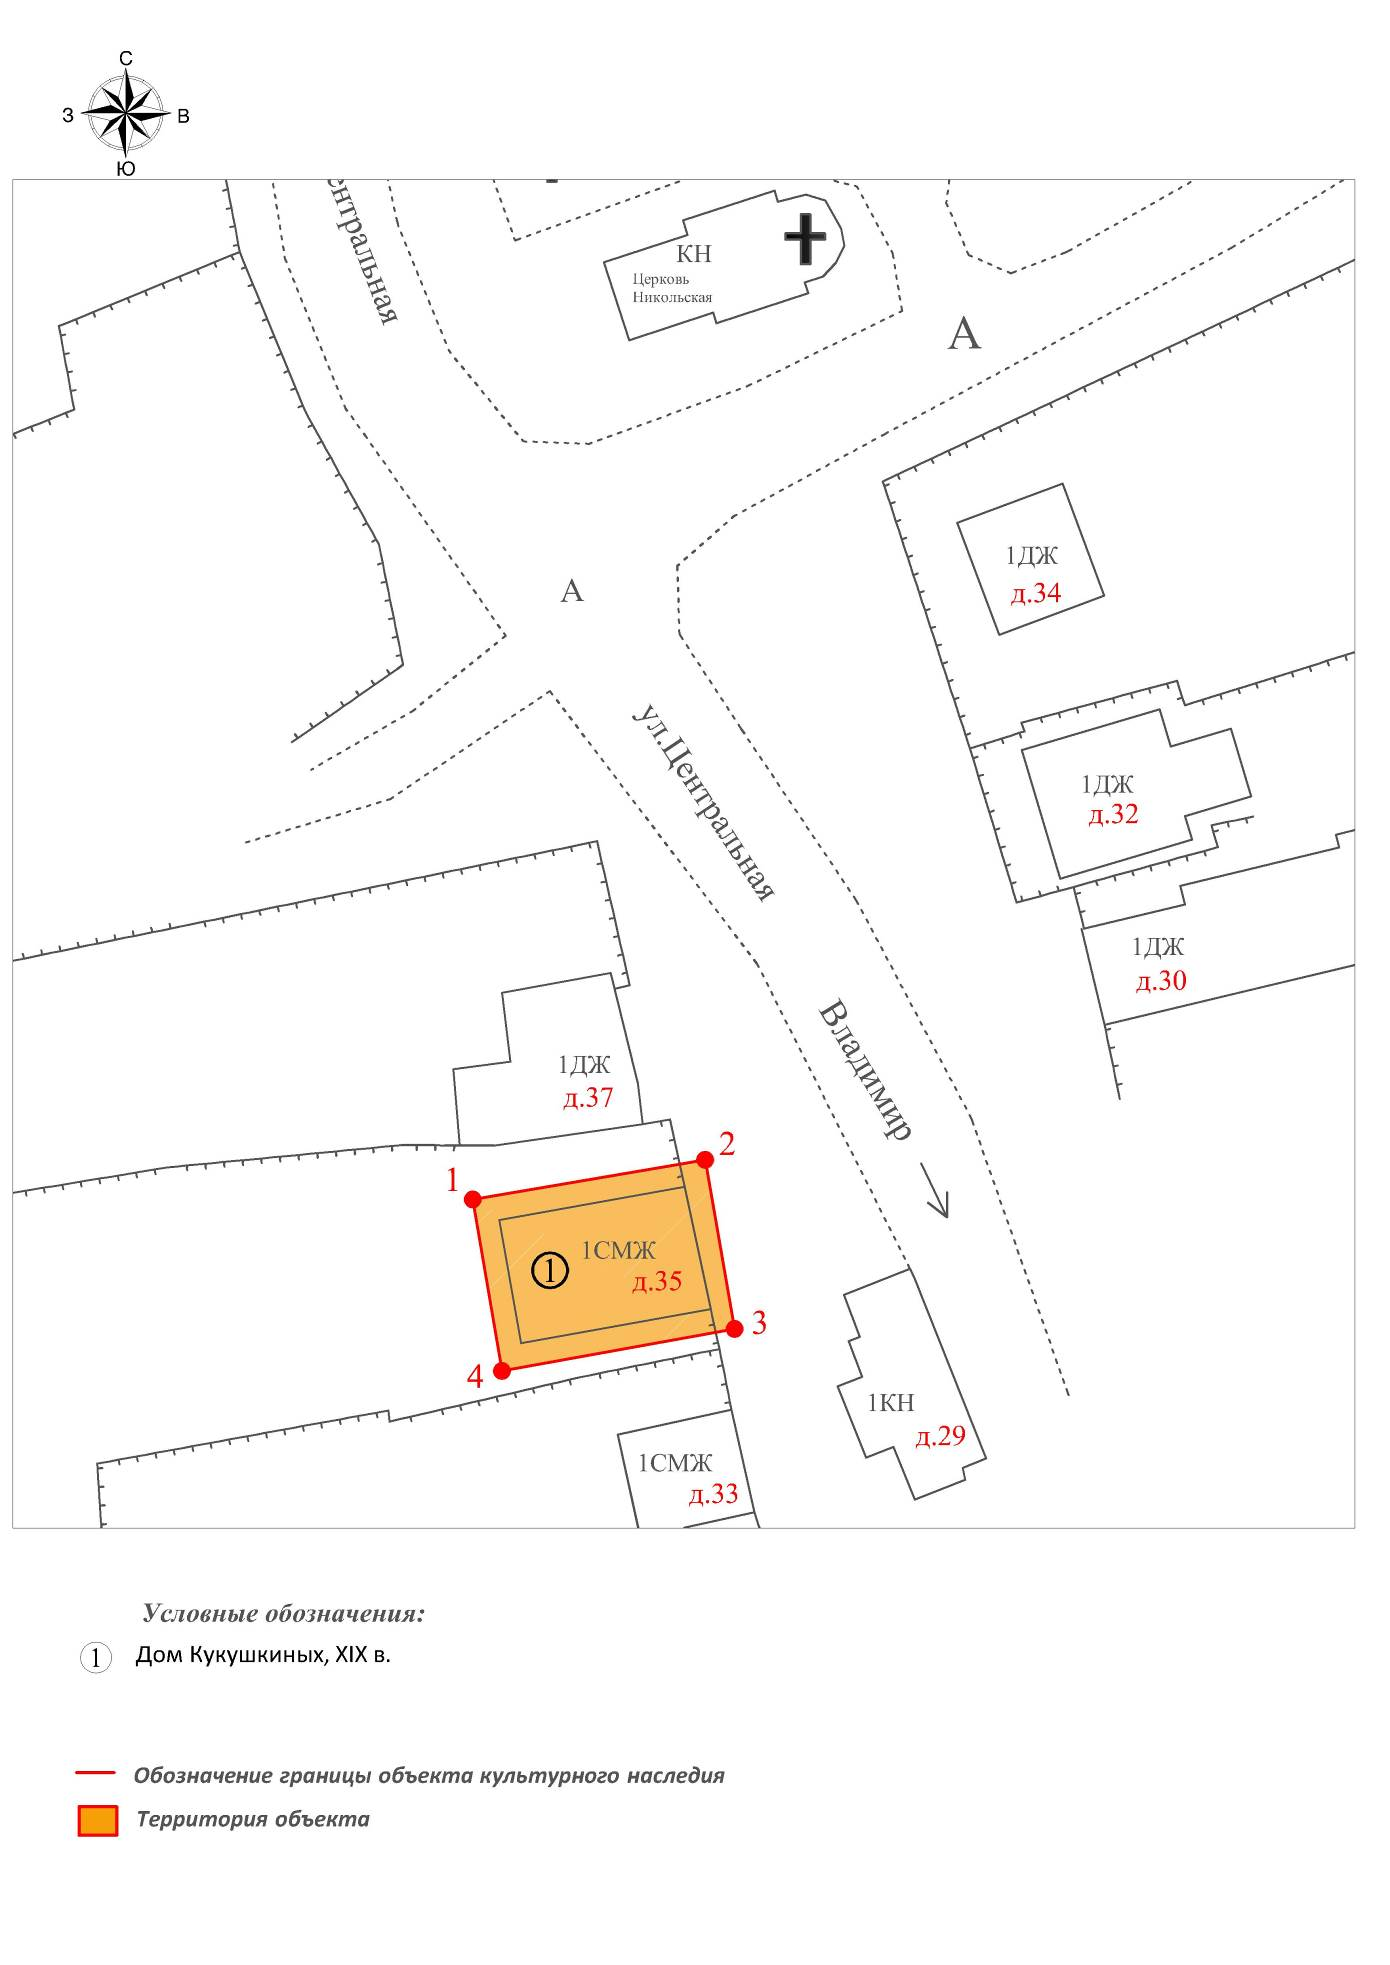 С
З
В
Ю
ентральная
КН
Церковь
Никольская
А
А
1ДЖ
д.34
ул.Центральная
1ДЖ
д.32
1ДЖ
д.30
Владимир
1ДЖ
д.37
1
2
1СМЖ
1
д.35
3
4
1КН
д.29
1СМЖ
д.33
Условные обозначения:
1 Дом Кукушкиных, XIX в.
Обозначение границы объекта культурного наследия
Территория объекта